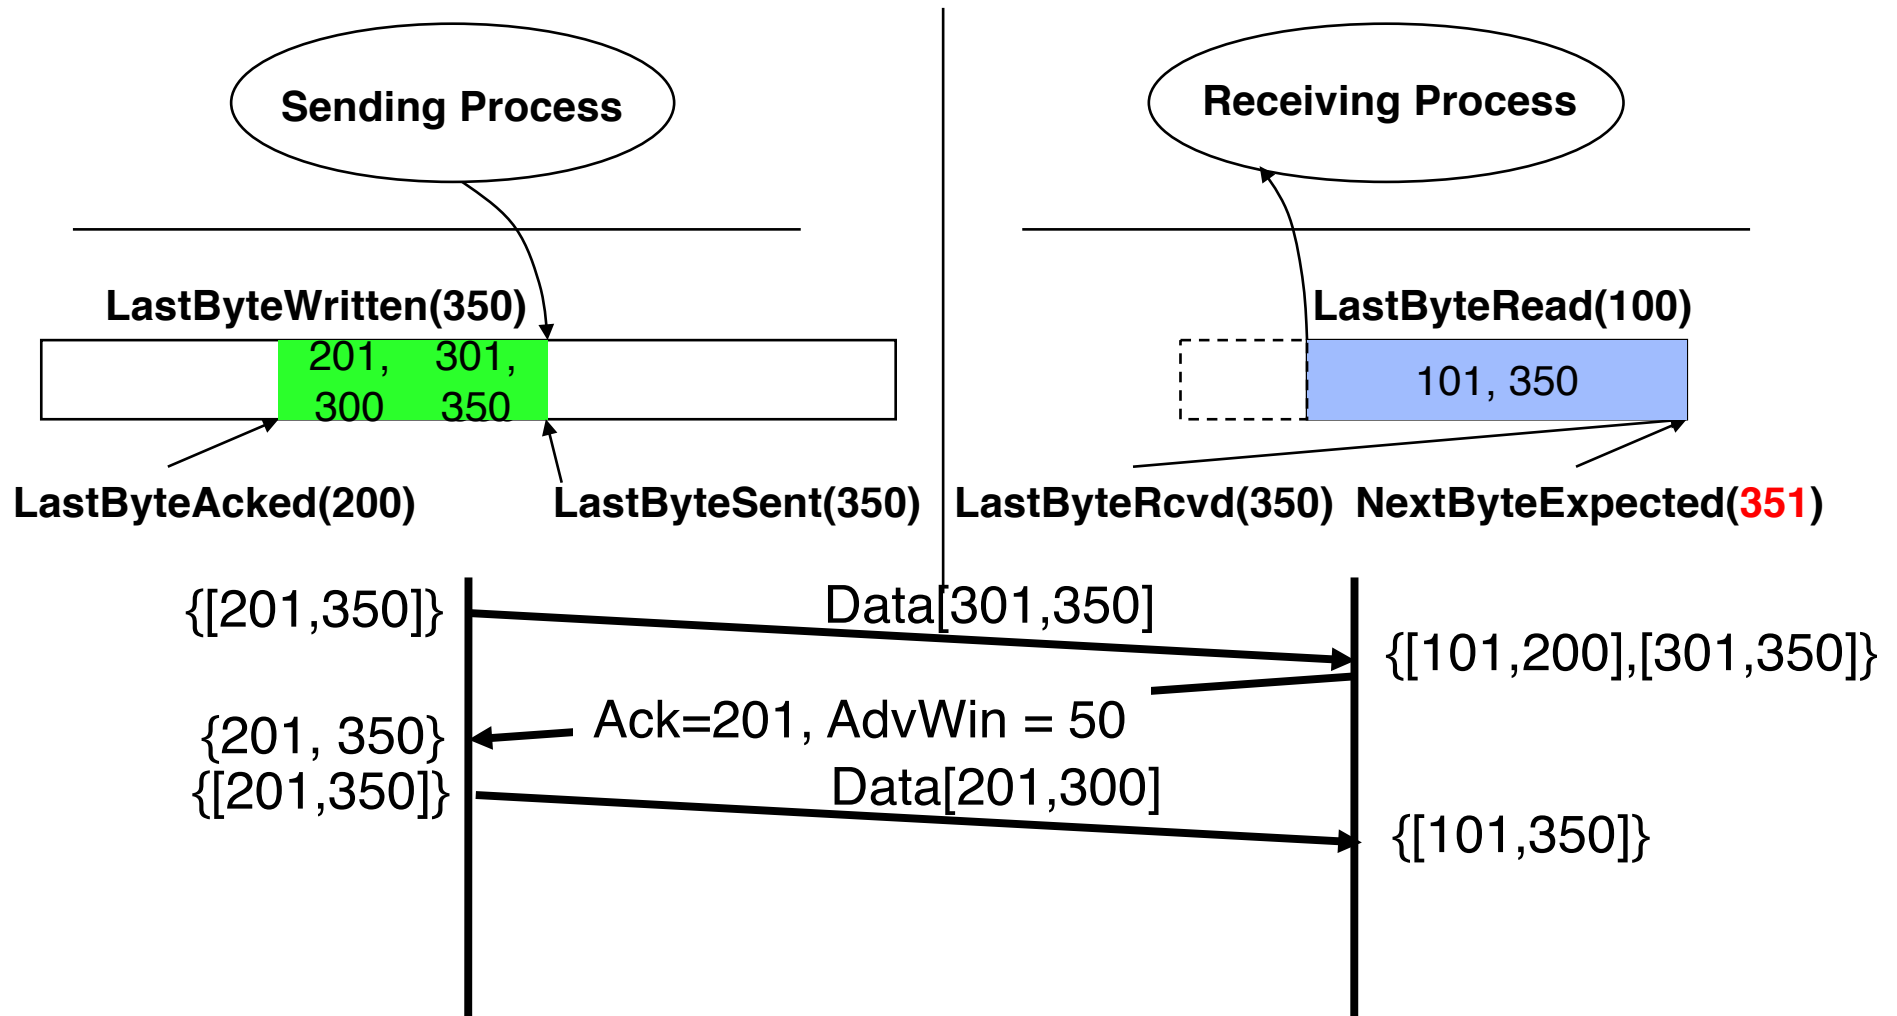 Sending Process
Receiving Process
LastByteWritten(350)
LastByteRead(100)
201, 301,
300 350
101, 350
LastByteAcked(200)
LastByteSent(350)
LastByteRcvd(350)
NextByteExpected(351)
{[201,350]}
Data[301,350]
{[101,200],[301,350]}
Ack=201, AdvWin = 50
{201, 350}
{[201,350]}
Data[201,300]
{[101,350]}